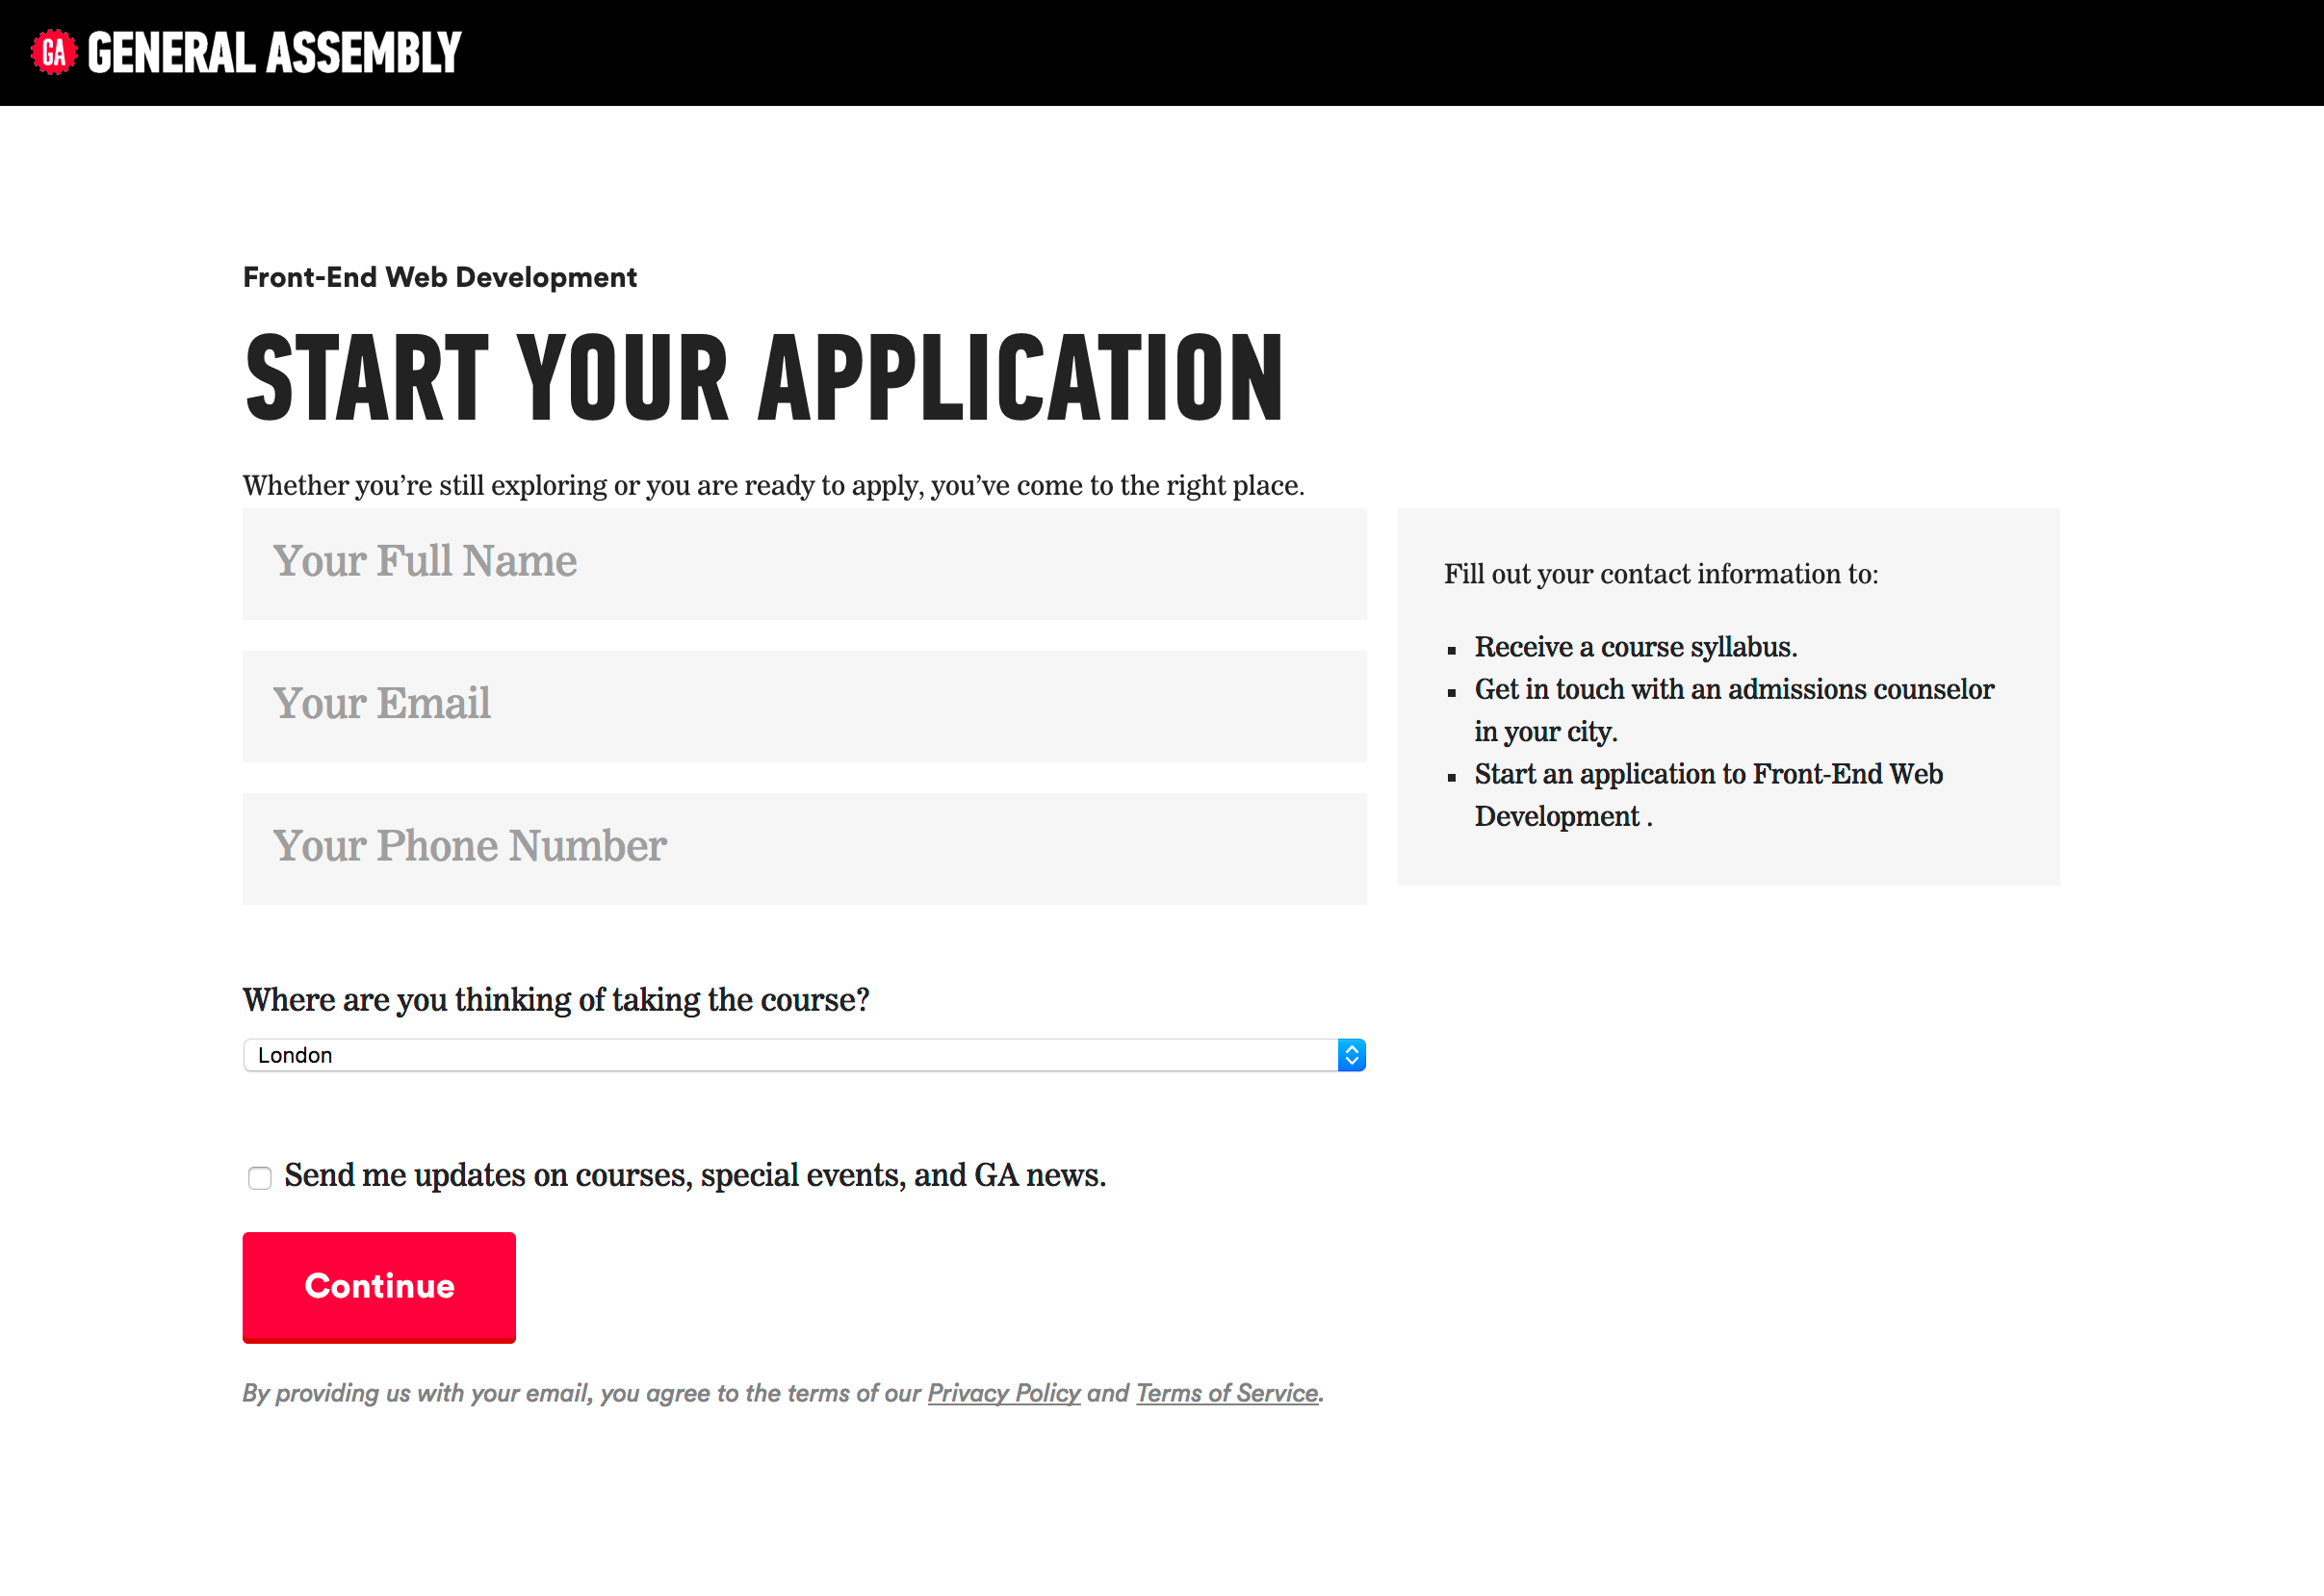 GA GENERAL ASSEMBLY
Front-End Web Development
START YOUR APPLICATION
Whether you’re still exploring or you are ready to apply, you’ve come to the right place.
Your Full Name
Your Email
Your Phone Number
Fill out your contact information to:
Receive a course syllabus.
Get in touch with an admissions counselor
in your city.
Start an application to Front-End Web
Development .
Where are you thinking of taking the course?
London
Send me updates on courses, special events, and GA news.
Continue
By providing us with your email, you agree to the terms of our Privacy Policy and Terms of Service.